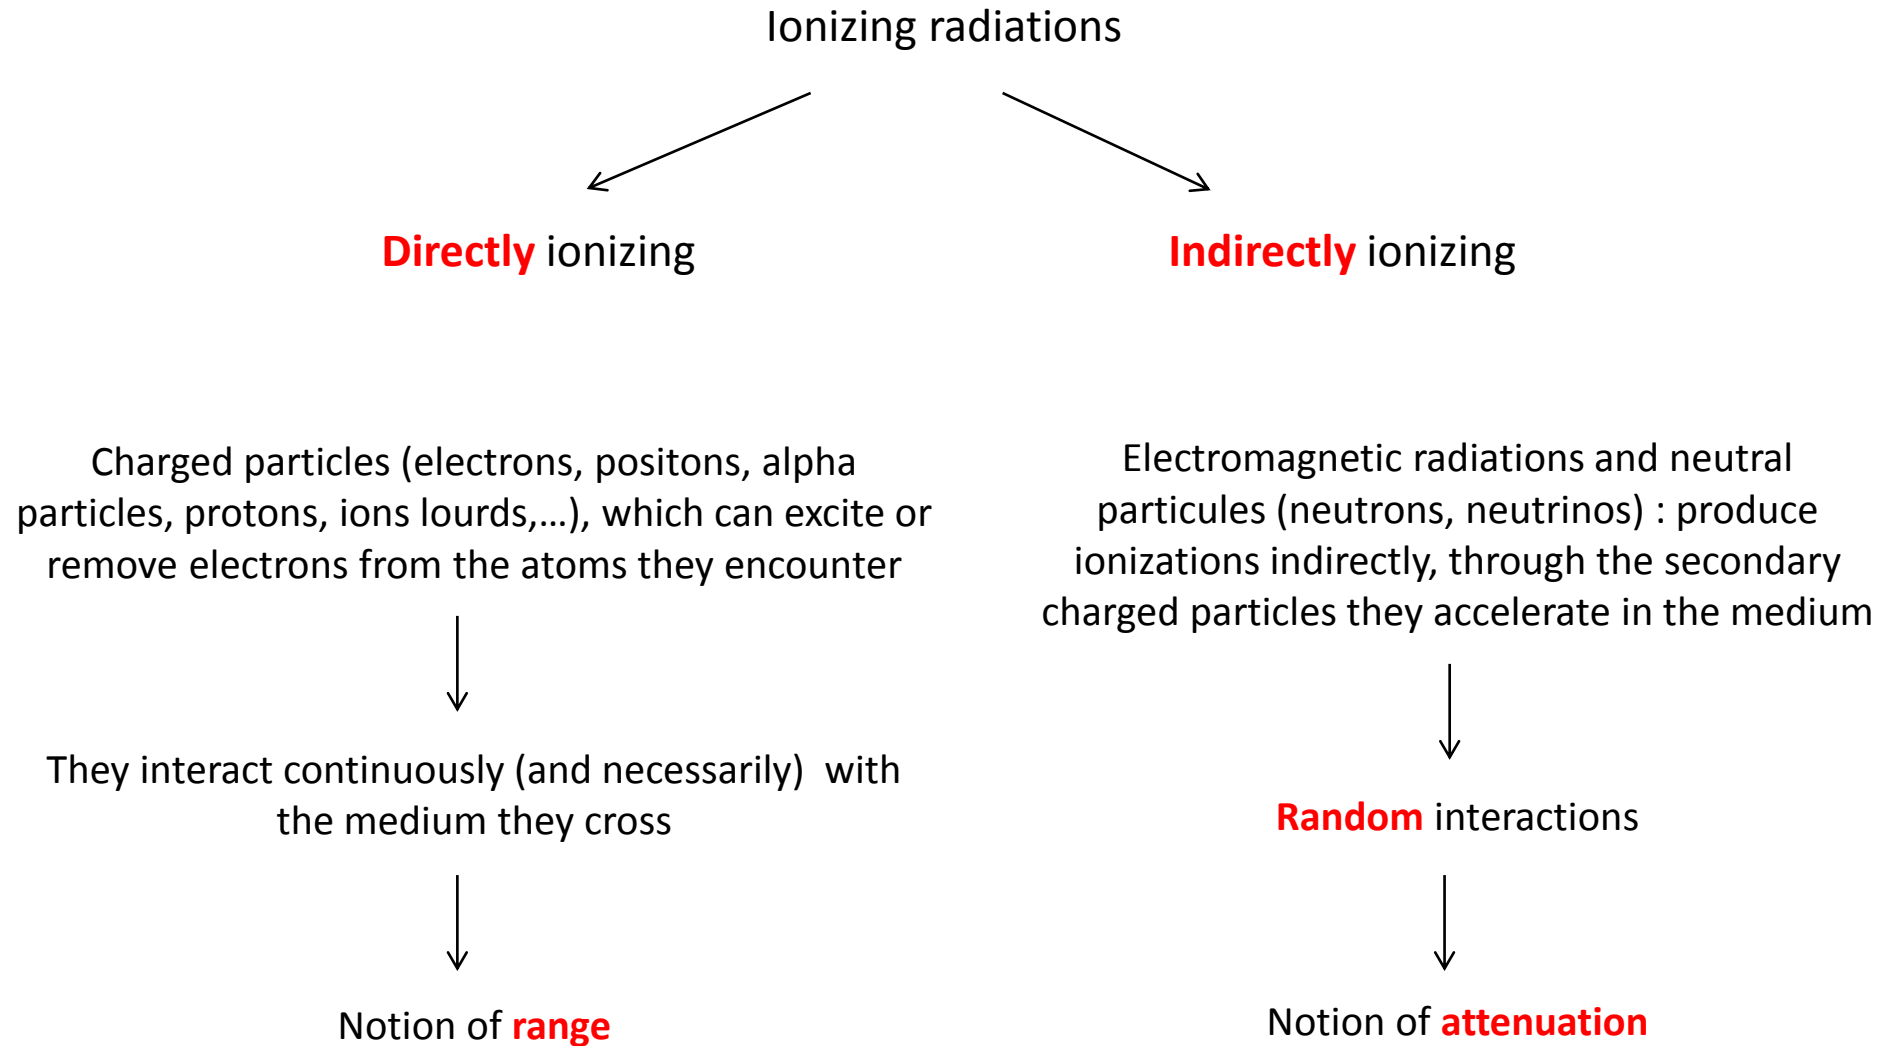 Ionizing radiations
Directly ionizing
Indirectly ionizing
Charged particles (electrons, positons, alpha
particles, protons, ions lourds,…), which can excite or
remove electrons from the atoms they encounter
Electromagnetic radiations and neutral
particules (neutrons, neutrinos) : produce
ionizations indirectly, through the secondary
charged particles they accelerate in the medium
They interact continuously (and necessarily)  with
the medium they cross
Random interactions
Notion of range
Notion of attenuation